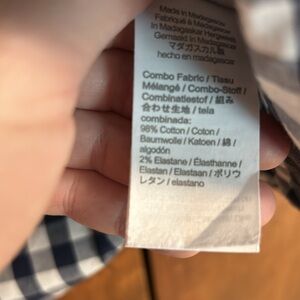 Made in Madagascar
Fabriqué à Madagascar
In Madagaskar Hergestellt
Gemaakt in Madagaskar
マダガスカル製
hecho en madagascar
Combo Fabric / Tissu
Mélangé / Combo-Stoff /
Combinatiestof / 組み
合わせ生地 / tela
combinada:
98% Cotton / Coton /
Baumwolle / Katoen / 綿 /
algodón
2% Elastane / Élasthanne /
Elastan / Elastaan / ポリウ
レタン / elastano